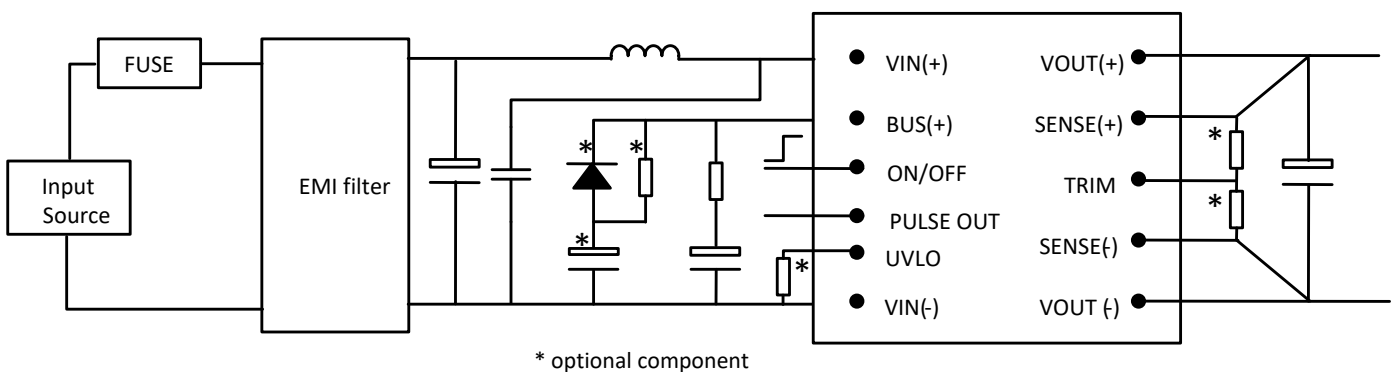 FUSE
Input
Source
EMI filter
*
*
*
*
VIN(+)
BUS(+)
ON/OFF
PULSE OUT
UVLO
VIN(-)
VOUT(+)
SENSE(+)
TRIM
SENSE(-)
VOUT (-)
*
*
* optional component